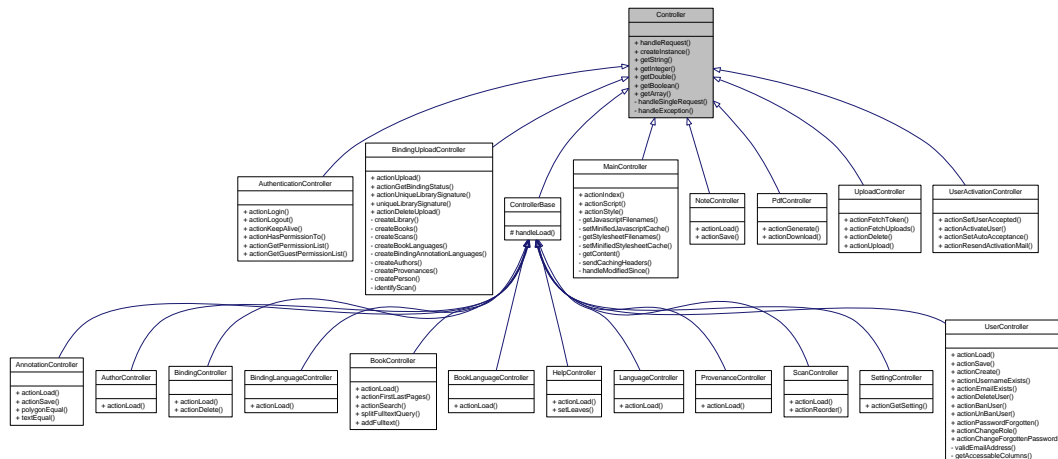 Controller
+ handleRequest()
+ createInstance()
+ getString()
+ getInteger()
+ getDouble()
+ getBoolean()
+ getArray()
- handleSingleRequest()
- handleException()
AuthenticationController
+ actionLogin()
+ actionLogout()
+ actionKeepAlive()
+ actionHasPermissionTo()
+ actionGetPermissionList()
+ actionGetGuestPermissionList()
BindingUploadController
+ actionUpload()
+ actionGetBindingStatus()
+ actionUniqueLibrarySignature()
+ uniqueLibrarySignature()
+ actionDeleteUpload()
- createLibrary()
- createBooks()
- createScans()
- createBookLanguages()
- createBindingAnnotationLanguages()
- createAuthors()
- createProvenances()
- createPerson()
- identifyScan()
ControllerBase
# handleLoad()
MainController
+ actionIndex()
+ actionScript()
+ actionStyle()
- getJavascriptFilenames()
- setMinifiedJavascriptCache()
- getStylesheetFilenames()
- setMinifiedStylesheetCache()
- getContent()
- sendCachingHeaders()
- handleModifiedSince()
NoteController
+ actionLoad()
+ actionSave()
PdfController
+ actionGenerate()
+ actionDownload()
UploadController
+ actionFetchToken()
+ actionFetchUploads()
+ actionDelete()
+ actionUpload()
UserActivationController
+ actionSetUserAccepted()
+ actionActivateUser()
+ actionSetAutoAcceptance()
+ actionResendActivationMail()
AnnotationController
+ actionLoad()
+ actionSave()
+ polygonEqual()
+ textEqual()
AuthorController
+ actionLoad()
BindingController
+ actionLoad()
+ actionDelete()
BindingLanguageController
+ actionLoad()
BookController
+ actionLoad()
+ actionFirstLastPages()
+ actionSearch()
+ splitFulltextQuery()
+ addFulltext()
BookLanguageController
+ actionLoad()
HelpController
+ actionLoad()
+ setLeaves()
LanguageController
+ actionLoad()
ProvenanceController
+ actionLoad()
ScanController
+ actionLoad()
+ actionReorder()
SettingController
+ actionGetSetting()
UserController
+ actionLoad()
+ actionSave()
+ actionCreate()
+ actionUsernameExists()
+ actionEmailExists()
+ actionDeleteUser()
+ actionBanUser()
+ actionUnBanUser()
+ actionPasswordForgotten()
+ actionChangeRole()
+ actionChangeForgottenPassword()
- validEmailAddress()
- getAccessableColumns()